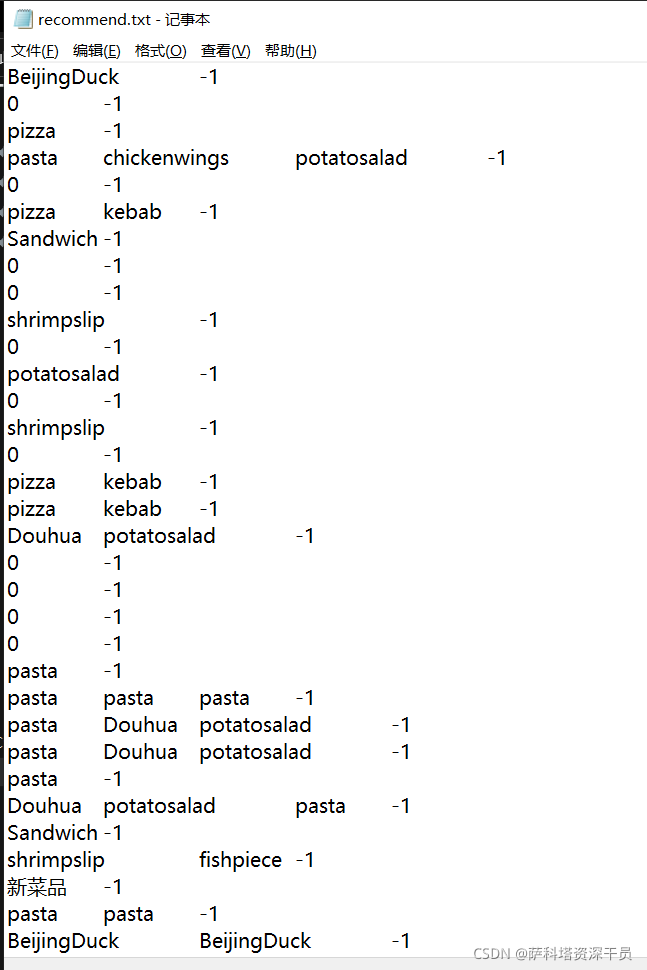 recommend.txt - 记事本
文件(F) 编辑(E) 格式(O) 查看(V) 帮助(H)
BeijingDuck -1
0 -1
pizza -1
pasta chickenwings potatosalad -1
0 -1
pizza kebab -1
Sandwich -1
0 -1
0 -1
shrimpslip -1
0 -1
potatosalad -1
0 -1
shrimpslip -1
0 -1
pizza kebab -1
pizza kebab -1
Douhua potatosalad -1
0 -1
0 -1
0 -1
0 -1
pasta -1
pasta pasta pasta -1
pasta Douhua potatosalad -1
pasta Douhua potatosalad -1
pasta -1
Douhua potatosalad pasta -1
Sandwich -1
shrimpslip fishpiece -1
新菜品 -1
pasta pasta -1
BeijingDuck BeijingDuck -1
CSDN @萨科塔资深干员